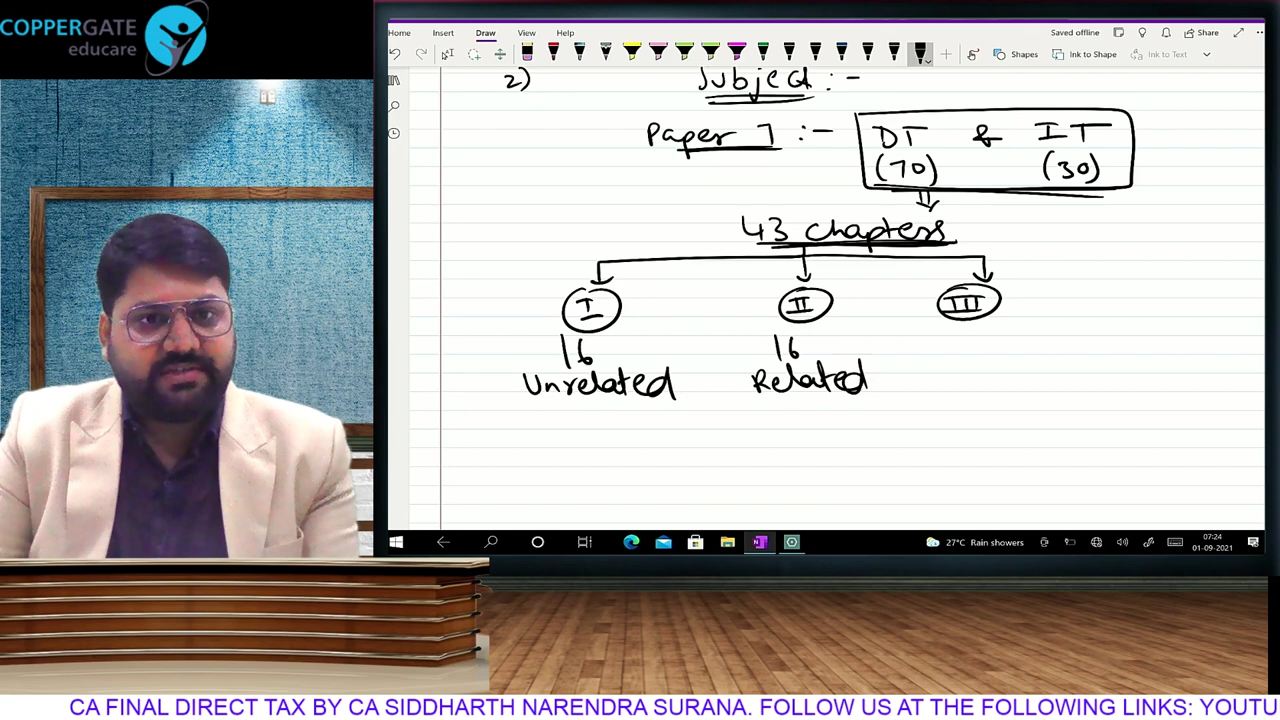 COPPERGATE
educare
Home Insert Draw View Help
Saved offline
Share
Shapes
Ink to Shape
Ink to Text
2) Subject :-
Paper 7 :- DT & IT
(70) (30)
43 chapters
I II III
16 16
Unrelated Related
27°C Rain showers
07:24
01-09-2021
CA FINAL DIRECT TAX BY CA SIDDHARTH NARENDRA SURANA. FOLLOW US AT THE FOLLOWING LINKS: YOUTU